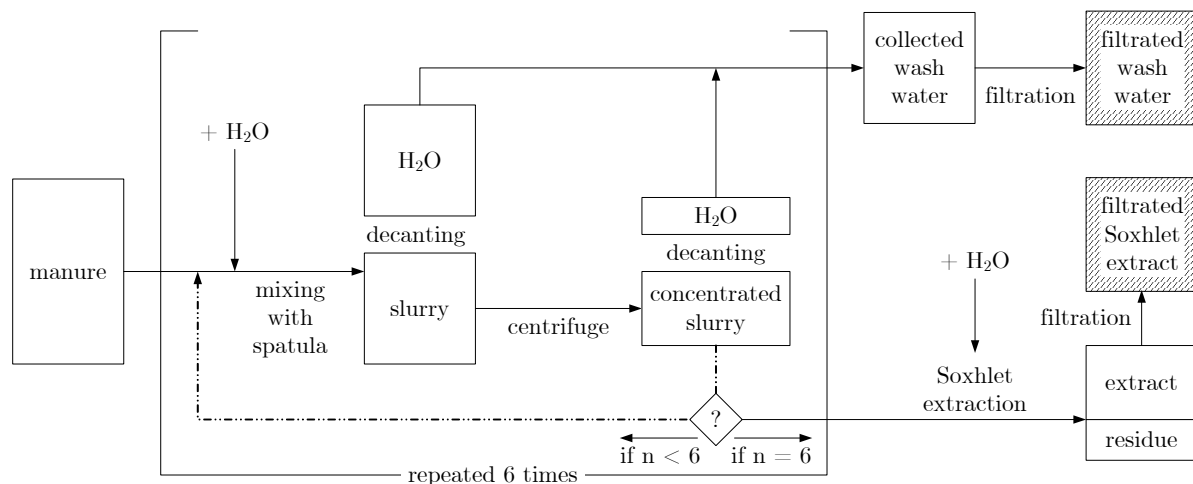 collected
wash
water
filtration
filtrated
wash
water
+ H₂O
H₂O
decanting
H₂O
decanting
manure
mixing
with
spatula
slurry
centrifuge
concentrated
slurry
+ H₂O
Soxhlet
extraction
filtrated
Soxhlet
extract
filtration
extract
residue
?
if n < 6
if n = 6
repeated 6 times